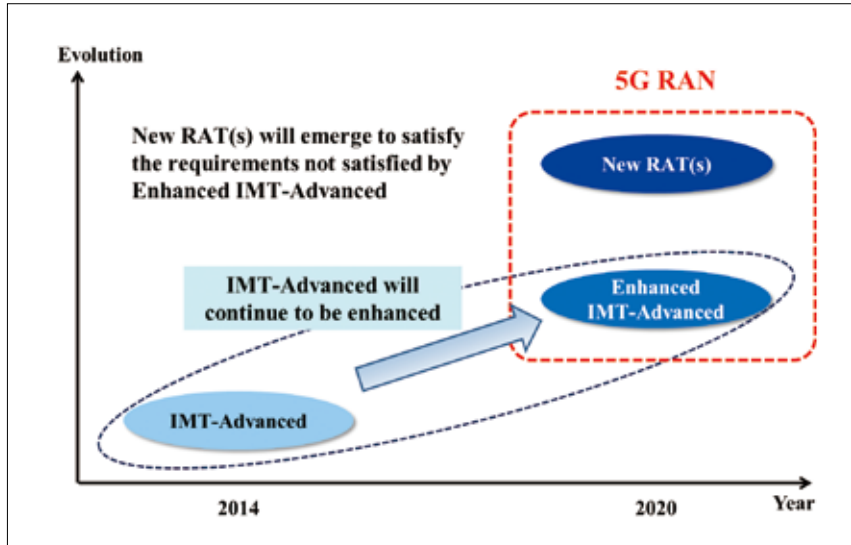 Evolution
5G RAN
New RAT(s) will emerge to satisfy
the requirements not satisfied by
Enhanced IMT-Advanced
New RAT(s)
IMT-Advanced will
continue to be enhanced
Enhanced
IMT-Advanced
IMT-Advanced
2014
2020
Year